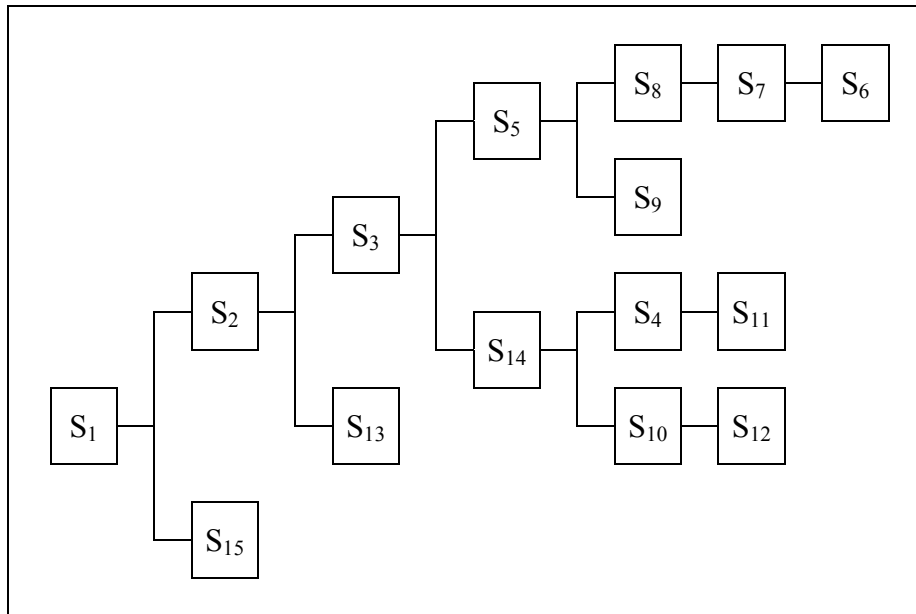 S₈ S₇ S₆
S₅
S₉
S₃
S₂ S₄ S₁₁
S₁₄
S₁ S₁₃ S₁₀ S₁₂
S₁₅